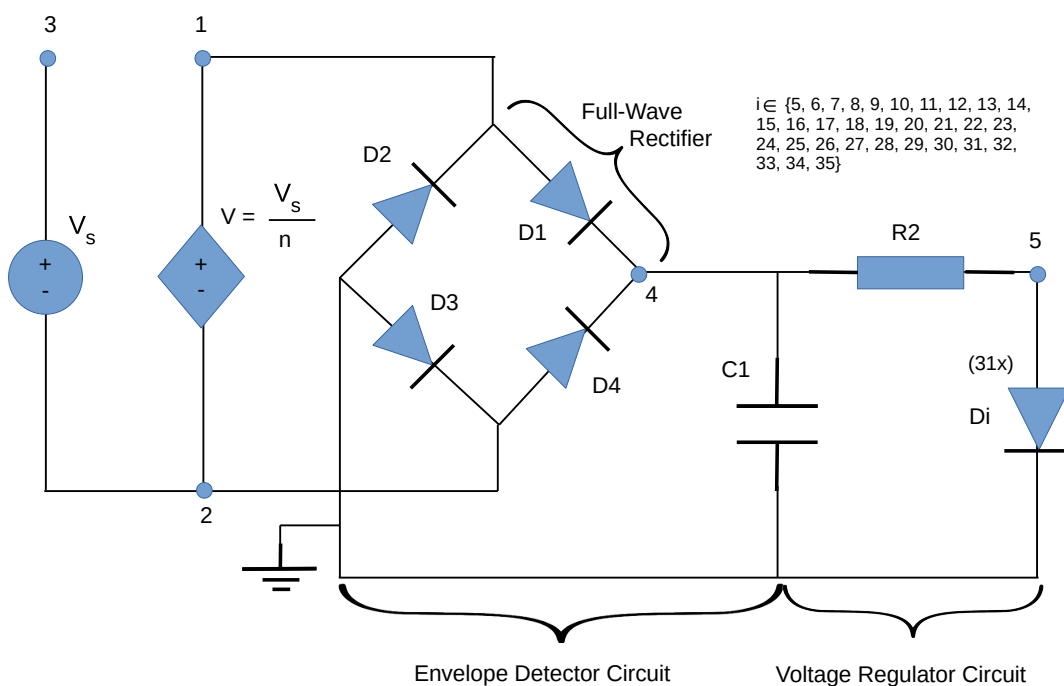 3
1
Full-Wave
Rectifier
i ∈ {5, 6, 7, 8, 9, 10, 11, 12, 13, 14,
15, 16, 17, 18, 19, 20, 21, 22, 23,
24, 25, 26, 27, 28, 29, 30, 31, 32,
33, 34, 35}
D2
Vs
+
-
V = Vs
n
+
-
D1
R2
5
4
D3
D4
C1
(31x)
Di
2
Envelope Detector Circuit
Voltage Regulator Circuit